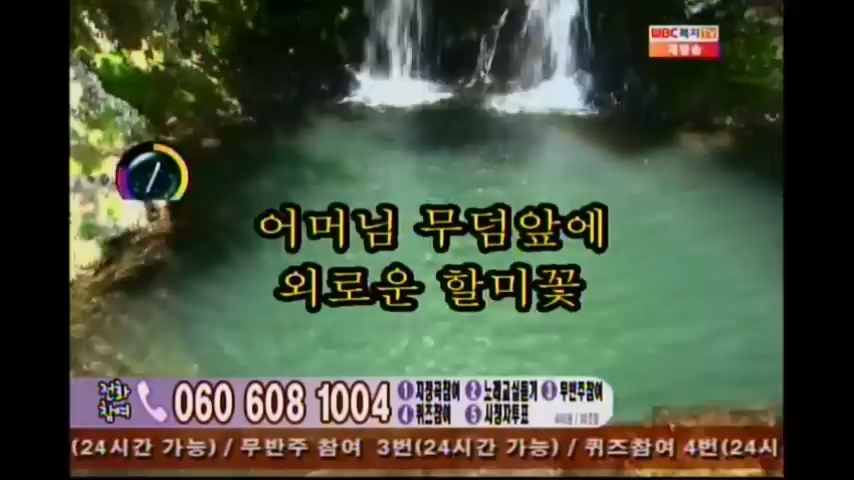 WBC복지TV
재방송
어머님 무덤앞에
외로운 할미꽃
전화
참여
060 608 1004
1 지정곡참여 2 노래교실듣기 3 무반주참여
4 퀴즈참여 5 시청자투표
(24시간 가능) / 무반주 참여 3번(24시간 가능) / 퀴즈참여 4번(24시